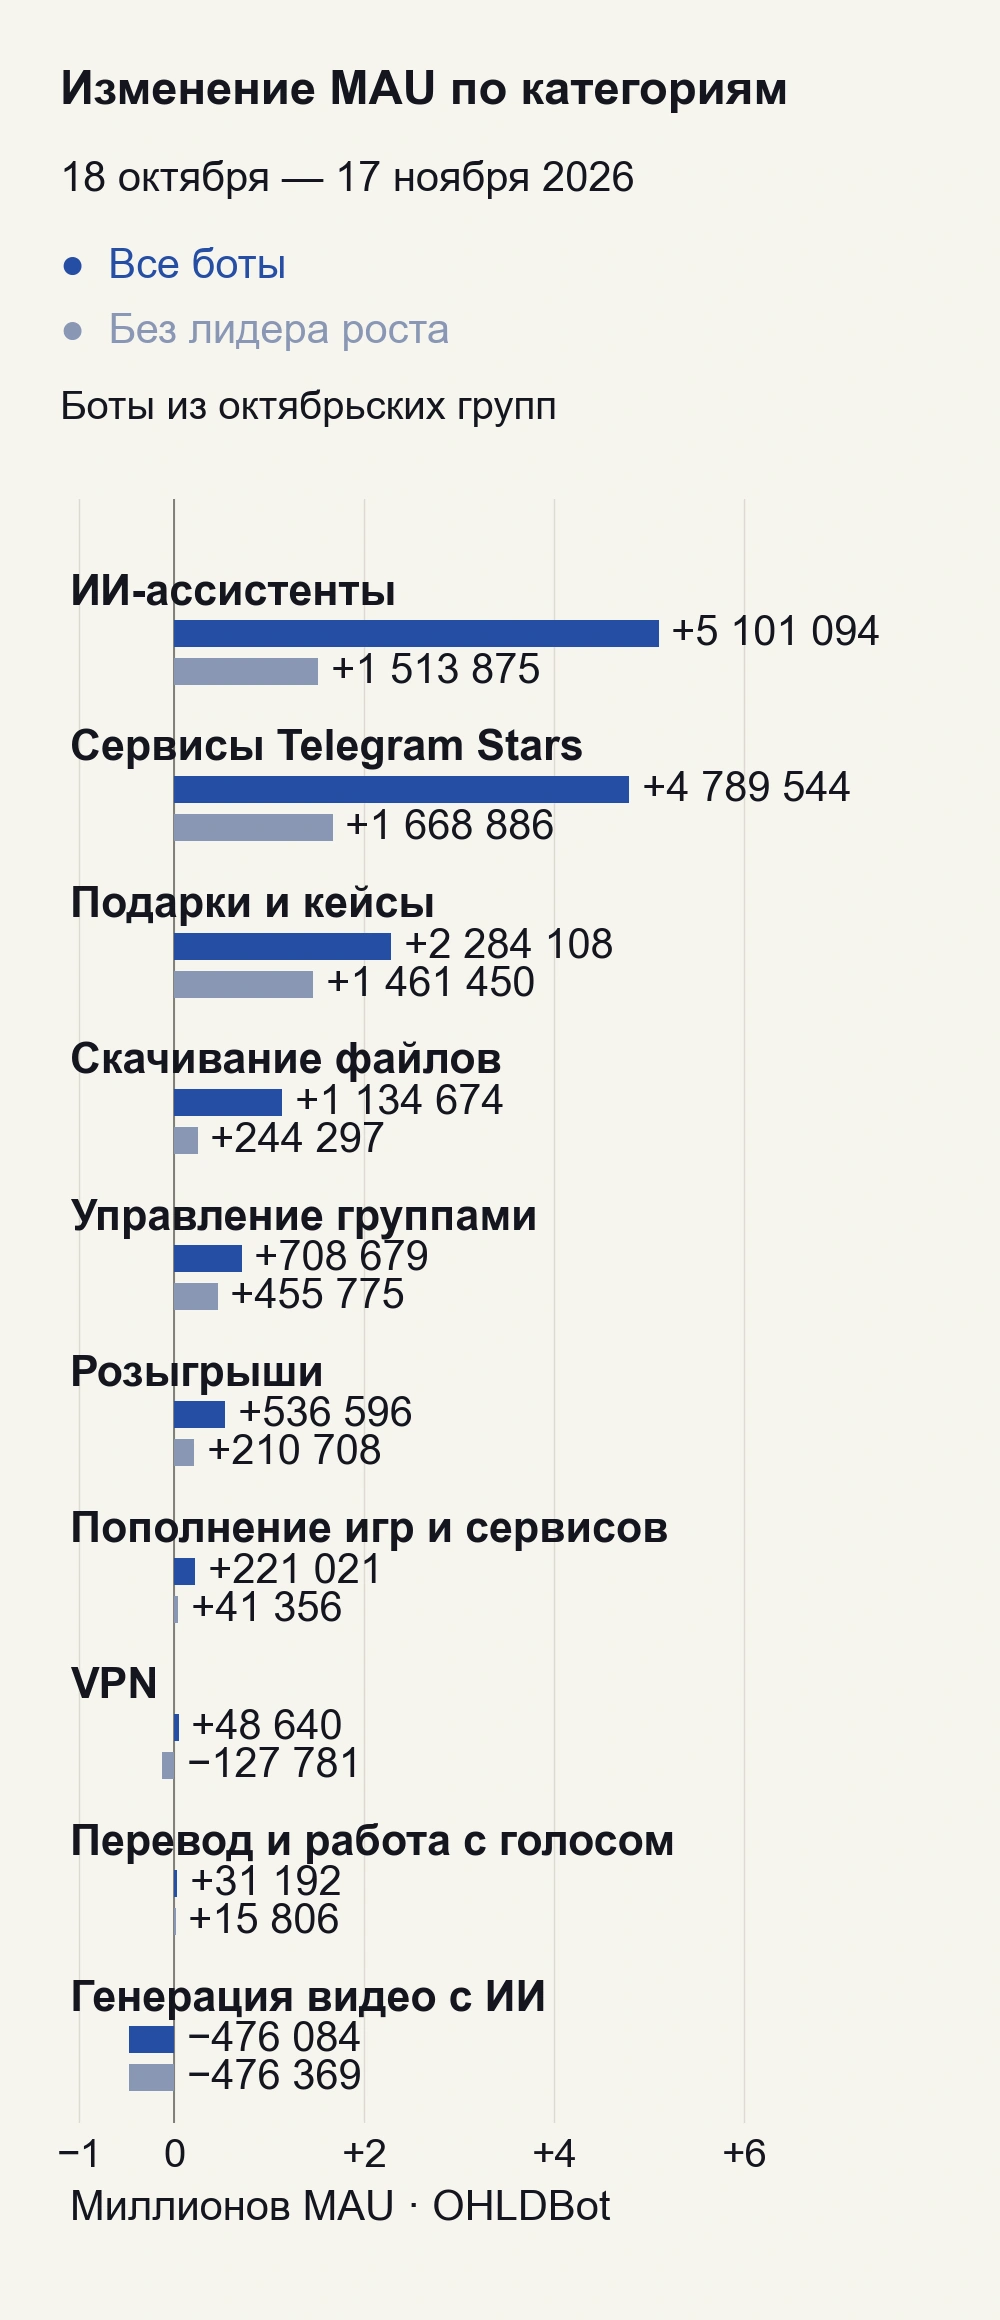 Изменение MAU по категориям
18 октября — 17 ноября 2026
● Все боты
● Без лидера роста
Боты из октябрьских групп
ИИ-ассистенты
+5 101 094
+1 513 875
Сервисы Telegram Stars
+4 789 544
+1 668 886
Подарки и кейсы
+2 284 108
+1 461 450
Скачивание файлов
+1 134 674
+244 297
Управление группами
+708 679
+455 775
Розыгрыши
+536 596
+210 708
Пополнение игр и сервисов
+221 021
+41 356
VPN
+48 640
−127 781
Перевод и работа с голосом
+31 192
+15 806
Генерация видео с ИИ
−476 084
−476 369
−1 0 +2 +4 +6
Миллионов MAU · OHLDBot